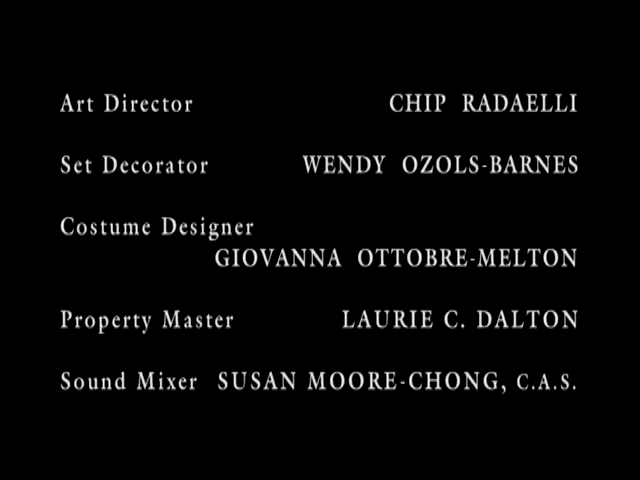 Art Director CHIP RADAELLI
Set Decorator WENDY OZOLS-BARNES
Costume Designer
GIOVANNA OTTOBRE-MELTON
Property Master LAURIE C. DALTON
Sound Mixer SUSAN MOORE-CHONG, C.A.S.